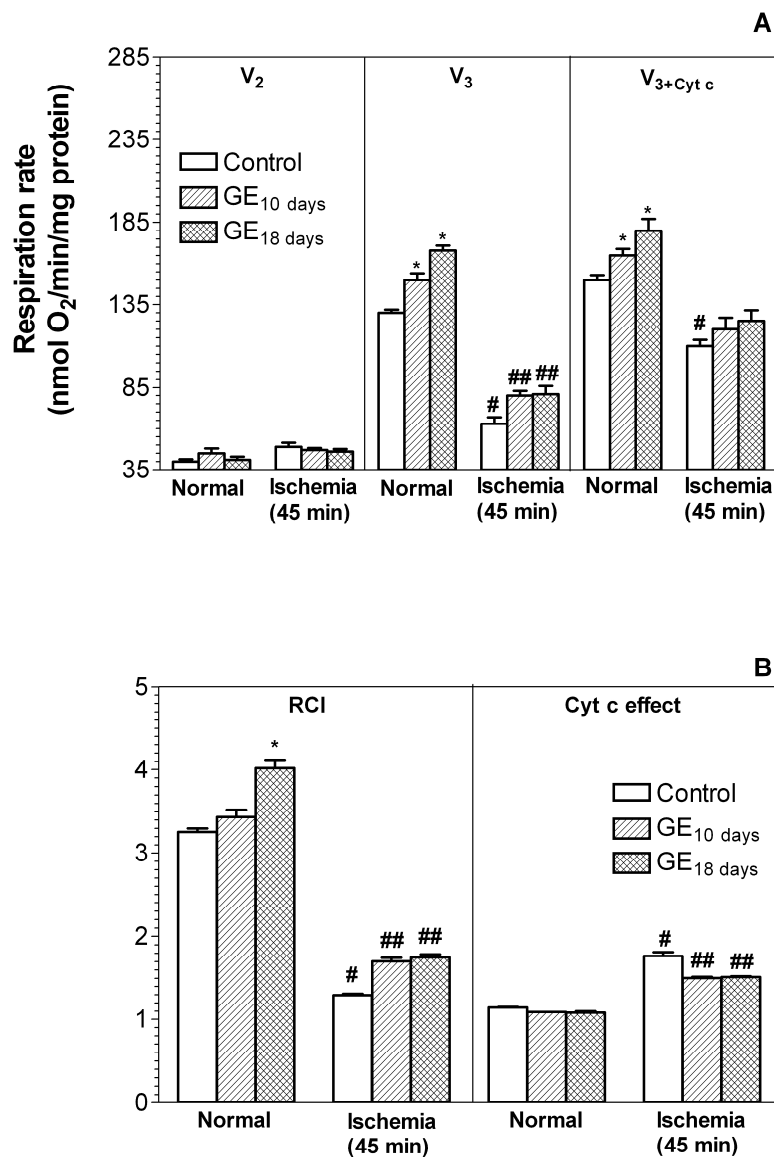 A
V2 V3 V3+Cyt c
285
235
185
135
85
35
Respiration rate
(nmol O2/min/mg protein)
Control
GE10 days
GE18 days
* * * *
# ## ## #
Normal Ischemia Normal Ischemia Normal Ischemia
(45 min) (45 min) (45 min)
B
RCI Cyt c effect
5
4
3
2
1
0
*
Control
GE10 days
GE18 days
# ## ## # ## ##
Normal Ischemia Normal Ischemia
(45 min) (45 min)